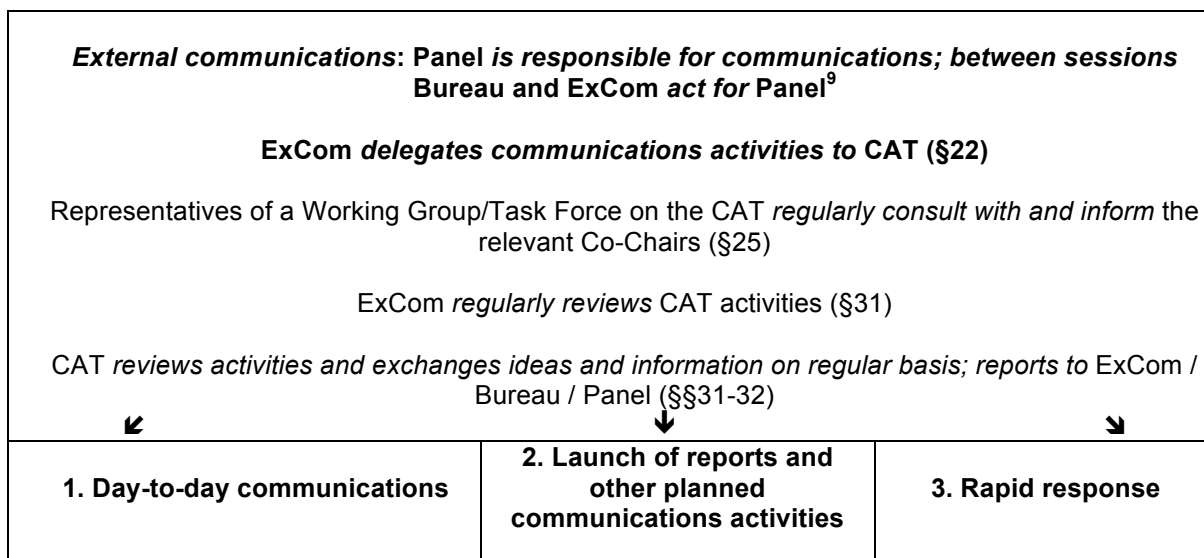 External communications: Panel is responsible for communications; between sessions
Bureau and ExCom act for Panel9
ExCom delegates communications activities to CAT (§22)
Representatives of a Working Group/Task Force on the CAT regularly consult with and inform the
relevant Co-Chairs (§25)
ExCom regularly reviews CAT activities (§31)
CAT reviews activities and exchanges ideas and information on regular basis; reports to ExCom /
Bureau / Panel (§§31-32)
1. Day-to-day communications
2. Launch of reports and
other planned
communications activities
3. Rapid response